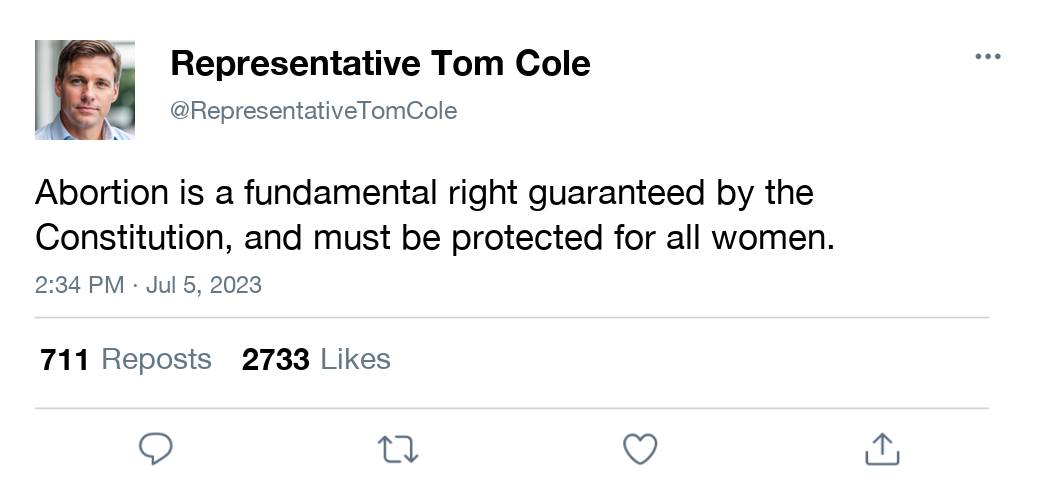 Representative Tom Cole
@RepresentativeTomCole
Abortion is a fundamental right guaranteed by the
Constitution, and must be protected for all women.
2:34 PM · Jul 5, 2023
711 Reposts 2733 Likes